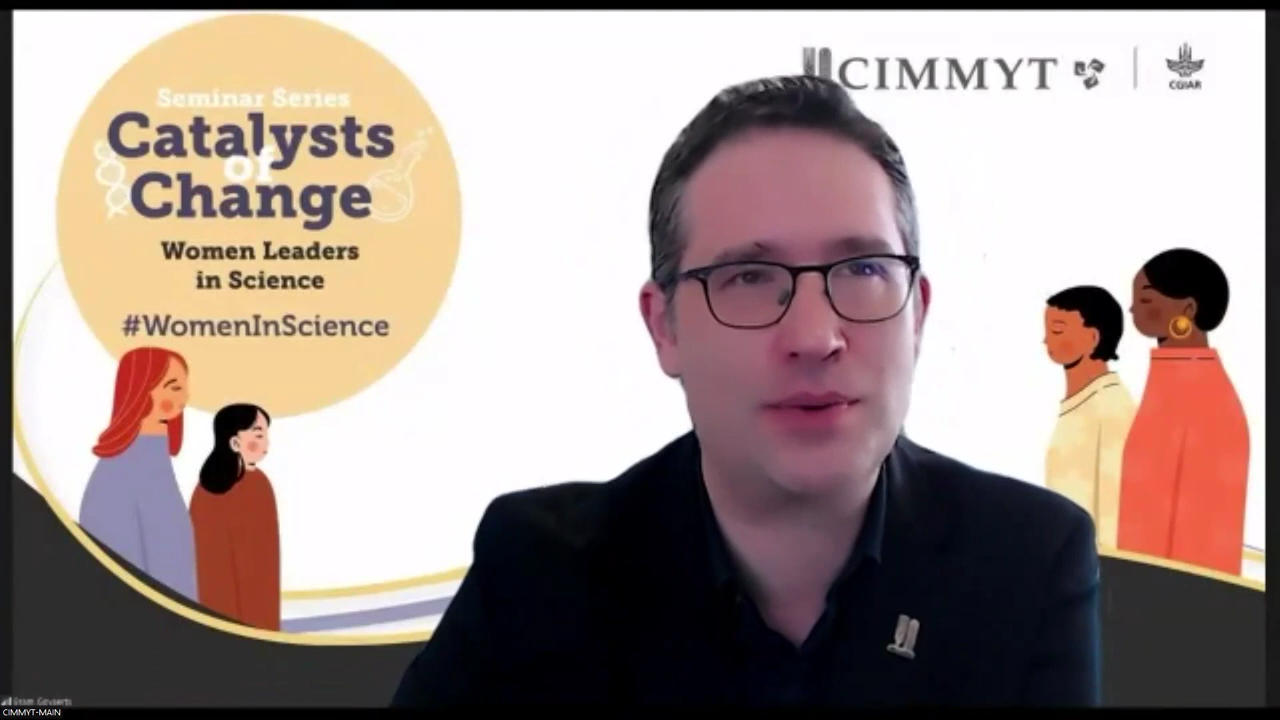 Seminar Series
Catalysts
of
Change
Women Leaders
in Science
#WomenInScience
CIMMYT
CGIAR
CIMMYT-MAIN